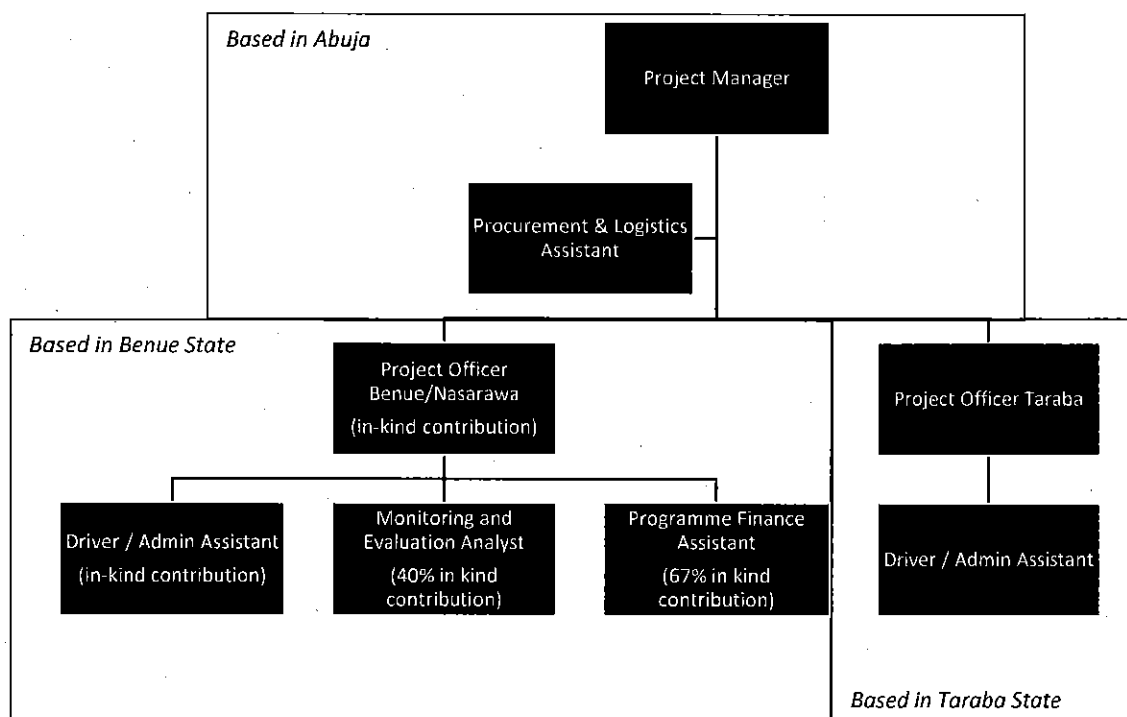 Based in Abuja
Project Manager
Procurement & Logistics
Assistant
Based in Benue State
Project Officer
Benue/Nasarawa
(in-kind contribution)
Project Officer Taraba
Driver / Admin Assistant
(in-kind contribution)
Monitoring and
Evaluation Analyst
(40% in kind
contribution)
Programme Finance
Assistant
(67% in kind
contribution)
Driver / Admin Assistant
Based in Taraba State